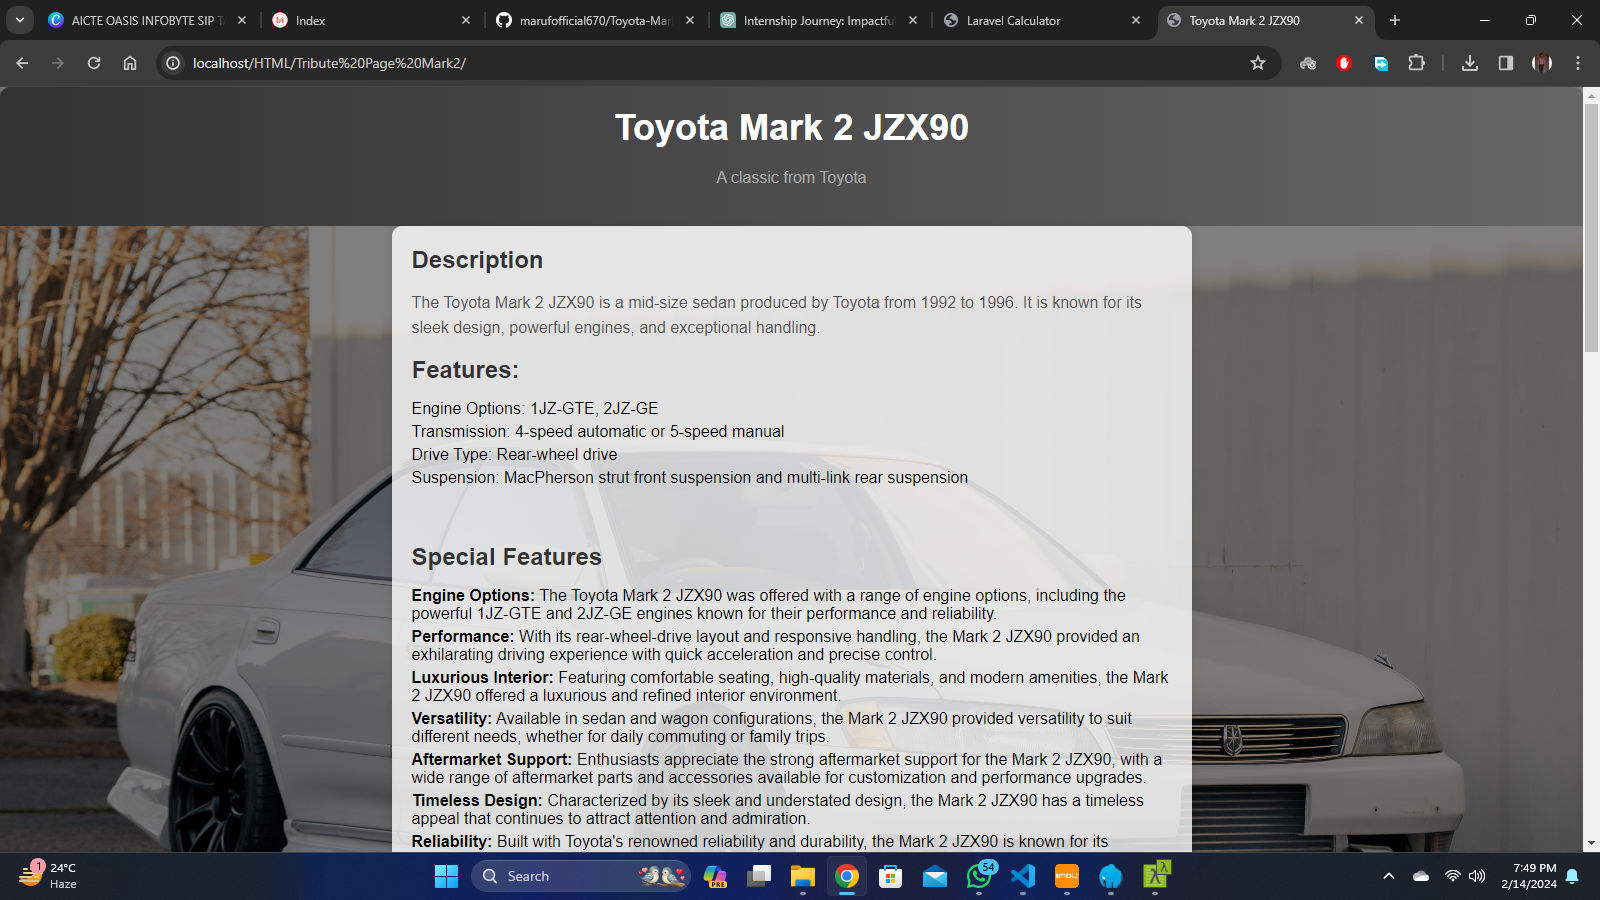 AICTE OASIS INFOBYTE SIP TA
Index
marufofficial670/Toyota-Mar
Internship Journey: Impactful
Laravel Calculator
Toyota Mark 2 JZX90
localhost/HTML/Tribute%20Page%20Mark2/
Toyota Mark 2 JZX90
A classic from Toyota
Description
The Toyota Mark 2 JZX90 is a mid-size sedan produced by Toyota from 1992 to 1996. It is known for its
sleek design, powerful engines, and exceptional handling.
Features:
Engine Options: 1JZ-GTE, 2JZ-GE
Transmission: 4-speed automatic or 5-speed manual
Drive Type: Rear-wheel drive
Suspension: MacPherson strut front suspension and multi-link rear suspension
Special Features
Engine Options: The Toyota Mark 2 JZX90 was offered with a range of engine options, including the
powerful 1JZ-GTE and 2JZ-GE engines known for their performance and reliability.
Performance: With its rear-wheel-drive layout and responsive handling, the Mark 2 JZX90 provided an
exhilarating driving experience with quick acceleration and precise control.
Luxurious Interior: Featuring comfortable seating, high-quality materials, and modern amenities, the Mark
2 JZX90 offered a luxurious and refined interior environment.
Versatility: Available in sedan and wagon configurations, the Mark 2 JZX90 provided versatility to suit
different needs, whether for daily commuting or family trips.
Aftermarket Support: Enthusiasts appreciate the strong aftermarket support for the Mark 2 JZX90, with a
wide range of aftermarket parts and accessories available for customization and performance upgrades.
Timeless Design: Characterized by its sleek and understated design, the Mark 2 JZX90 has a timeless
appeal that continues to attract attention and admiration.
Reliability: Built with Toyota's renowned reliability and durability, the Mark 2 JZX90 is known for its
1
24°C
Haze
Search
PRE
54
imou
7:49 PM
2/14/2024